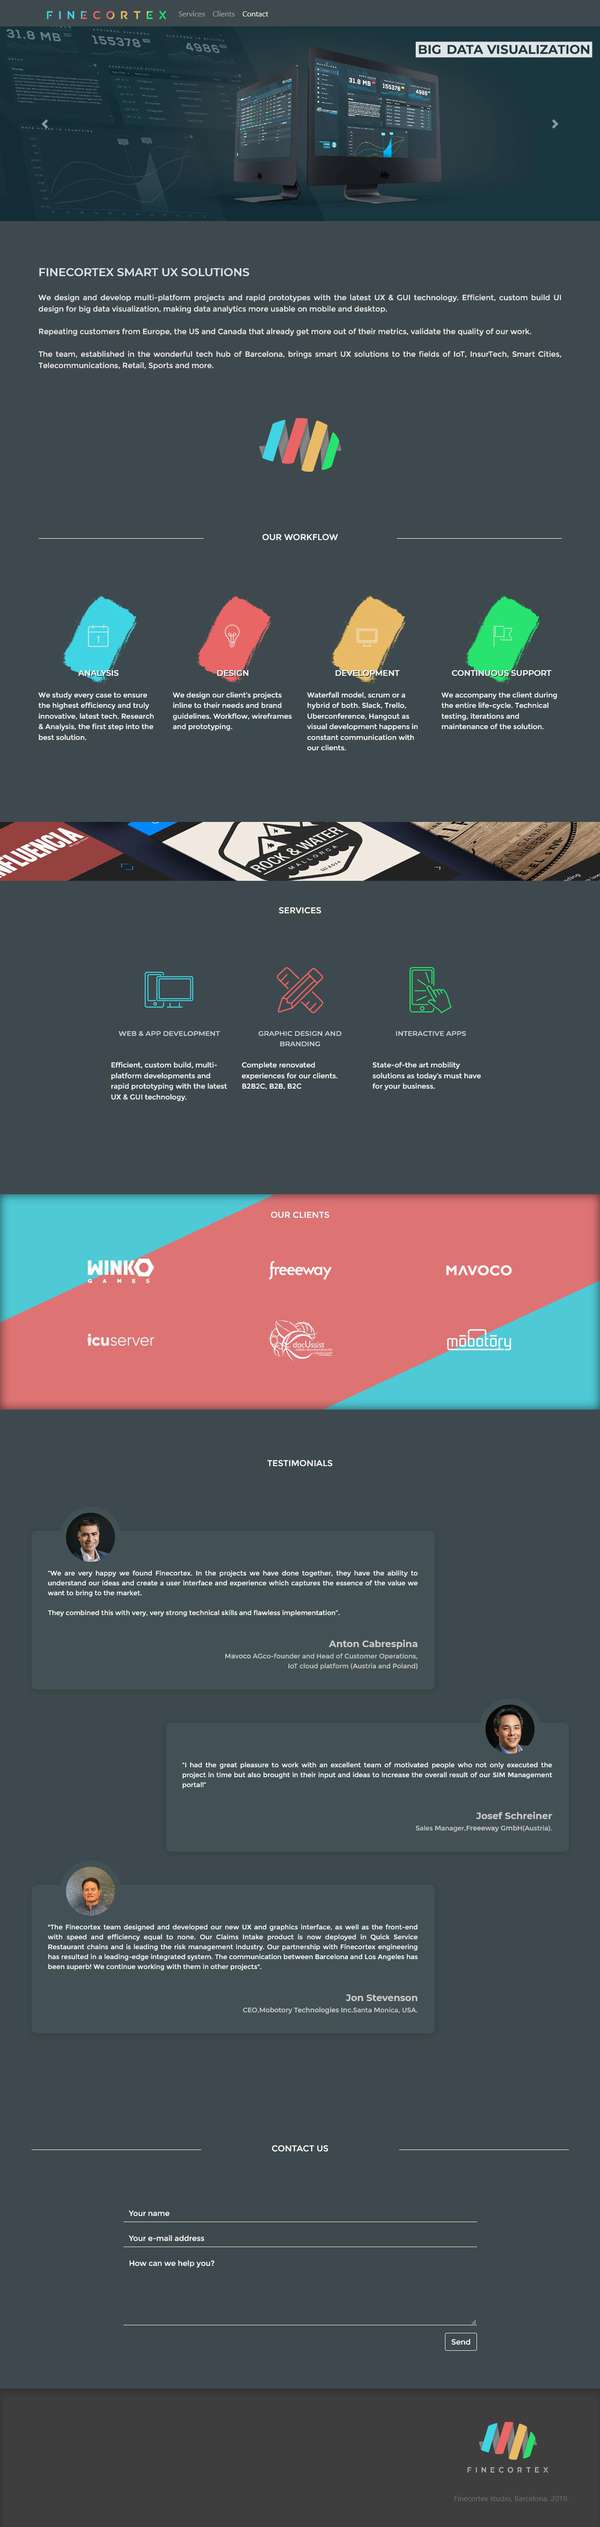 FINECORTEX Services Clients Contact
31.8 MB 155378 4986
BIG DATA VISUALIZATION
31.8 MB 155378 4986
FINECORTEX SMART UX SOLUTIONS
We design and develop multi-platform projects and rapid prototypes with the latest UX & GUI technology. Efficient, custom build UI
design for big data visualization, making data analytics more usable on mobile and desktop.
Repeating customers from Europe, the US and Canada that already get more out of their metrics, validate the quality of our work.
The team, established in the wonderful tech hub of Barcelona, brings smart UX solutions to the fields of IoT, InsurTech, Smart Cities,
Telecommunications, Retail, Sports and more.
OUR WORKFLOW
ANALYSIS
We study every case to ensure
the highest efficiency and truly
innovative, latest tech. Research
& Analysis, the first step into the
best solution.
DESIGN
We design our client's projects
inline to their needs and brand
guidelines. Workflow, wireframes
and prototyping.
DEVELOPMENT
Waterfall model, scrum or a
hybrid of both. Slack, Trello,
Uberconference, Hangout as
visual development happens in
constant communication with
our clients.
CONTINUOUS SUPPORT
We accompany the client during
the entire life-cycle. Technical
testing, iterations and
maintenance of the solution.
NFLUENCIA
ROCK & WATER
MALLORCA
SERVICES
WEB & APP DEVELOPMENT
Efficient, custom build, multi-
platform developments and
rapid prototyping with the latest
UX & GUI technology.
GRAPHIC DESIGN AND
BRANDING
Complete renovated
experiences for our clients.
B2B2C, B2B, B2C
INTERACTIVE APPS
State-of-the art mobility
solutions as today's must have
for your business.
OUR CLIENTS
WINKO
GAMES
freeeway
MAVOCO
icuserver
docUssist
mobotory
TESTIMONIALS
"We are very happy we found Finecortex. In the projects we have done together, they have the ability to
understand our ideas and create a user interface and experience which captures the essence of the value we
want to bring to the market.
They combined this with very, very strong technical skills and flawless implementation".
Anton Cabrespina
Mavoco AGco-founder and Head of Customer Operations,
IoT cloud platform (Austria and Poland)
"I had the great pleasure to work with an excellent team of motivated people who not only executed the
project in time but also brought in their input and ideas to increase the overall result of our SIM Management
portal!"
Josef Schreiner
Sales Manager,Freeeway GmbH(Austria).
"The Finecortex team designed and developed our new UX and graphics interface, as well as the front-end
with speed and efficiency equal to none. Our Claims Intake product is now deployed in Quick Service
Restaurant chains and is leading the risk management industry. Our partnership with Finecortex engineering
has resulted in a leading-edge integrated system. The communication between Barcelona and Los Angeles has
been superb! We continue working with them in other projects".
Jon Stevenson
CEO,Mobotory Technologies Inc.Santa Monica, USA.
CONTACT US
Your name
Your e-mail address
How can we help you?
Send
FINECORTEX
Finecortex studio, Barcelona, 2018